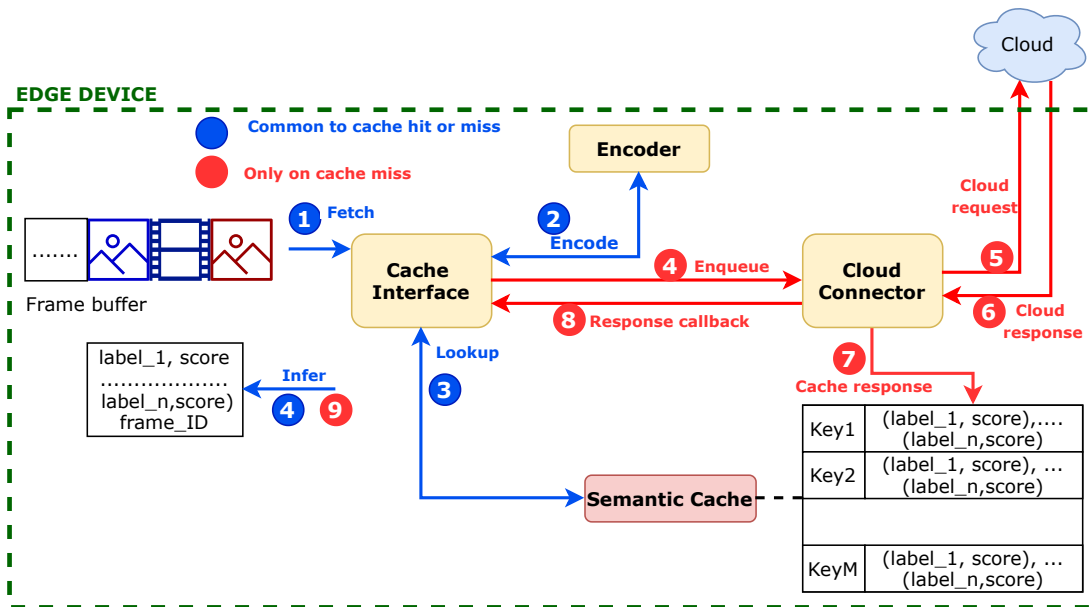 Cloud
EDGE DEVICE
Common to cache hit or miss
Only on cache miss
Encoder
Cloud
request
1 Fetch
2
Encode
.......
Frame buffer
Cache
Interface
4 Enqueue
8 Response callback
Cloud
Connector
5
6
Cloud
response
7
Cache response
Lookup
3
Infer
4 9
label_1, score
....................
label_n,score)
frame_ID
Semantic Cache
Key1 (label_1, score),....
(label_n,score)
Key2 (label_1, score), ...
(label_n,score)
KeyM (label_1, score), ...
(label_n,score)